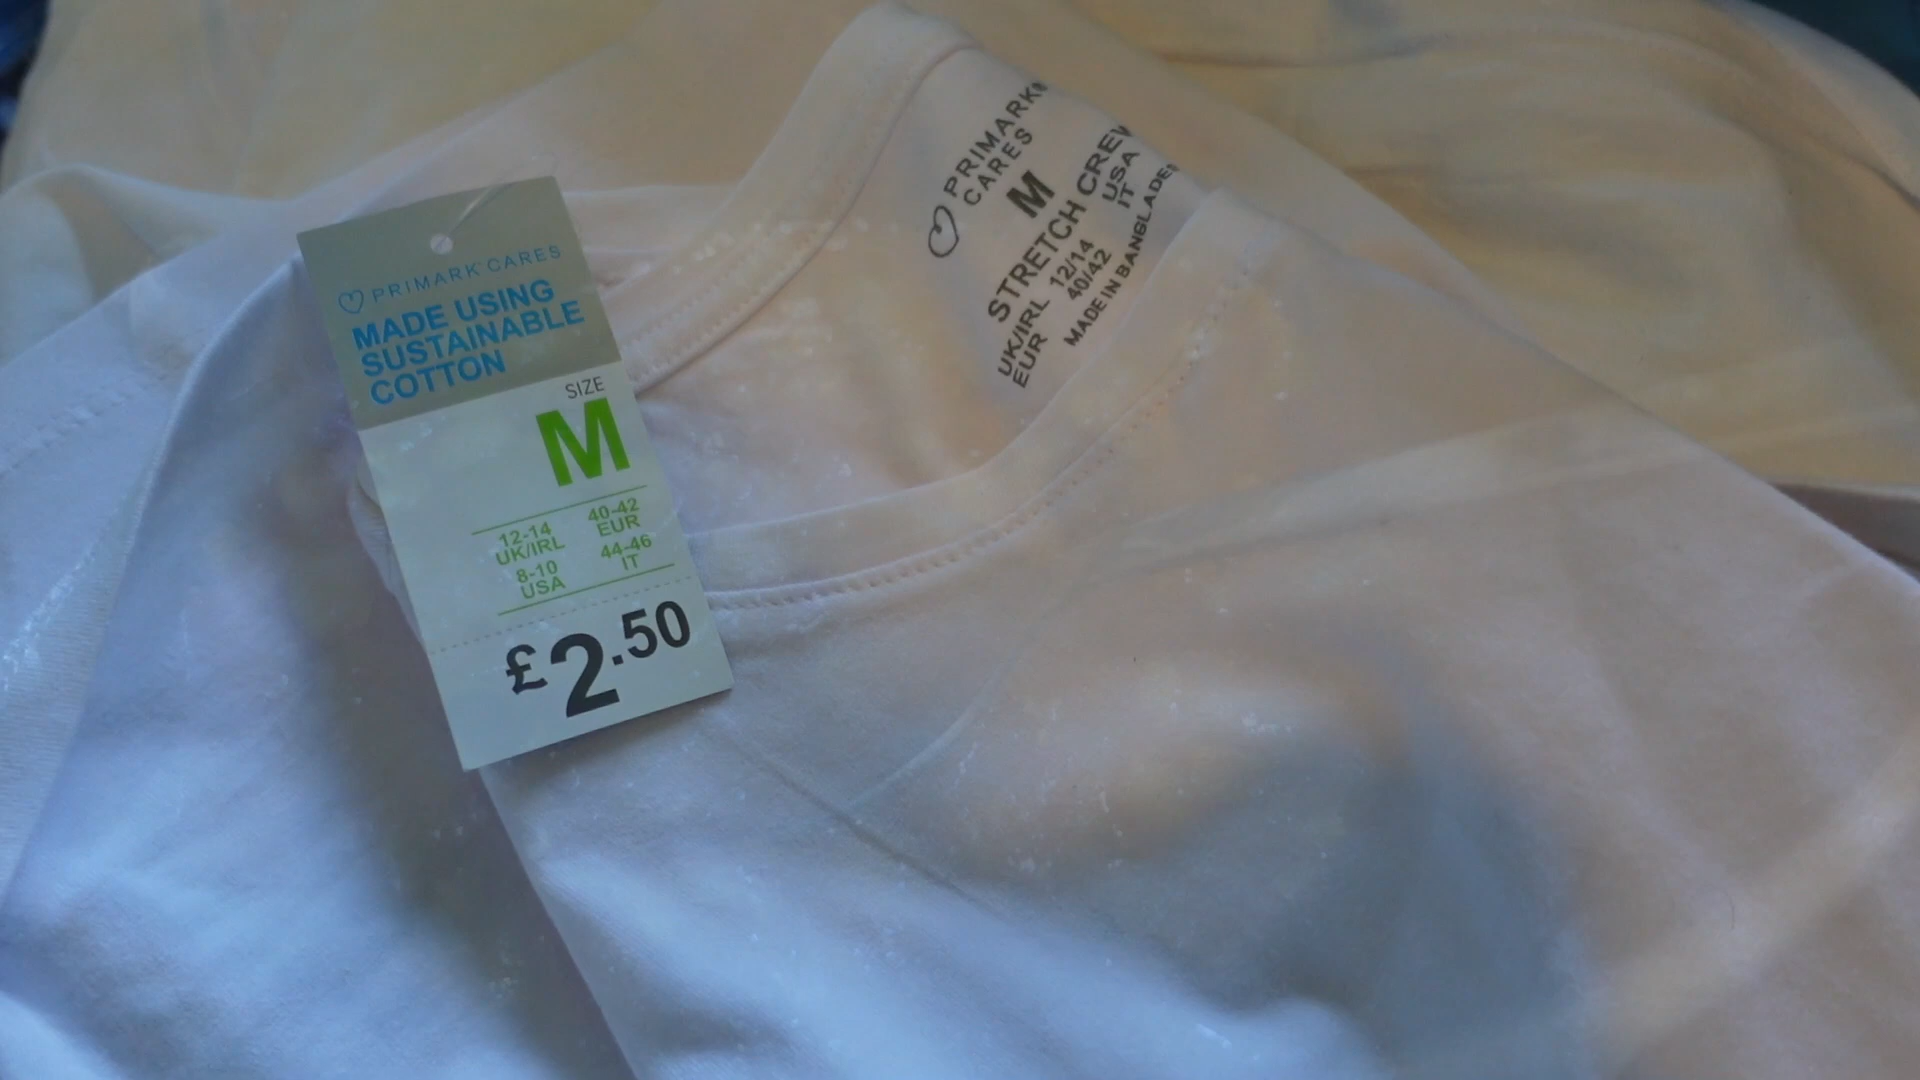 PRIMARK CARES
MADE USING
SUSTAINABLE
COTTON
SIZE
M
12-14
UK/IRL
40-42
EUR
8-10
USA
44-46
IT
£2.50
PRIMARK
CARES
M
STRETCH CREW
UK/IRL 12/14 USA
EUR 40/42 IT
MADE IN